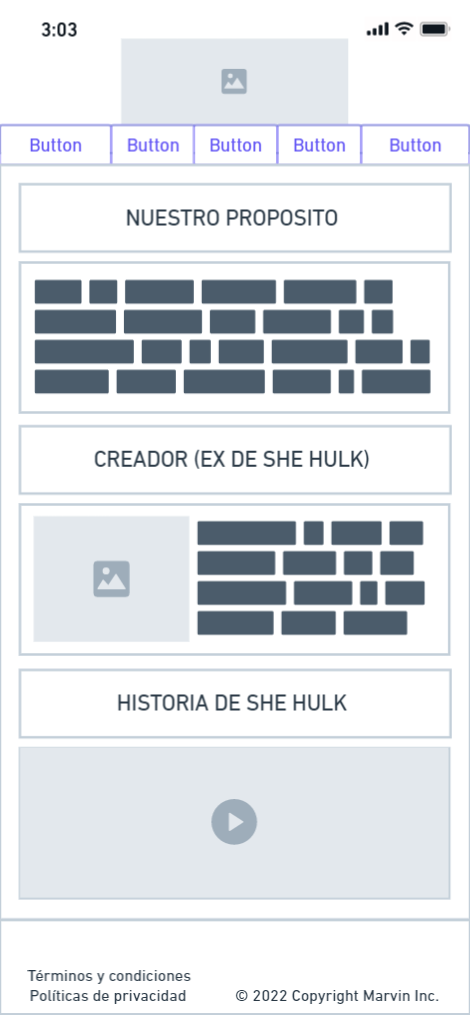 3:03
Button Button Button Button Button
NUESTRO PROPOSITO
CREADOR (EX DE SHE HULK)
HISTORIA DE SHE HULK
Términos y condiciones
Políticas de privacidad © 2022 Copyright Marvin Inc.